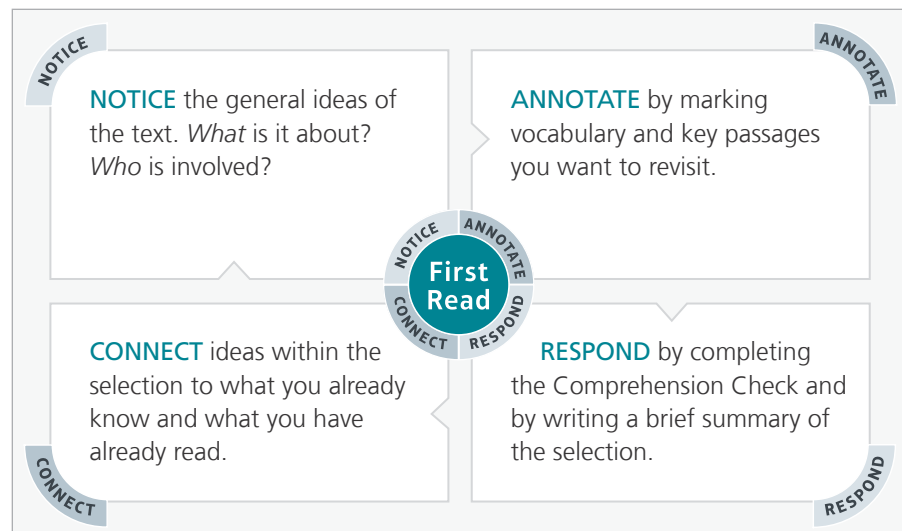 NOTICE
NOTICE the general ideas of
the text. What is it about?
Who is involved?
ANNOTATE
ANNOTATE by marking
vocabulary and key passages
you want to revisit.
NOTICE
ANNOTATE
First
Read
CONNECT
RESPOND
CONNECT ideas within the
selection to what you already
know and what you have
already read.
CONNECT
RESPOND by completing
the Comprehension Check and
by writing a brief summary of
the selection.
RESPOND